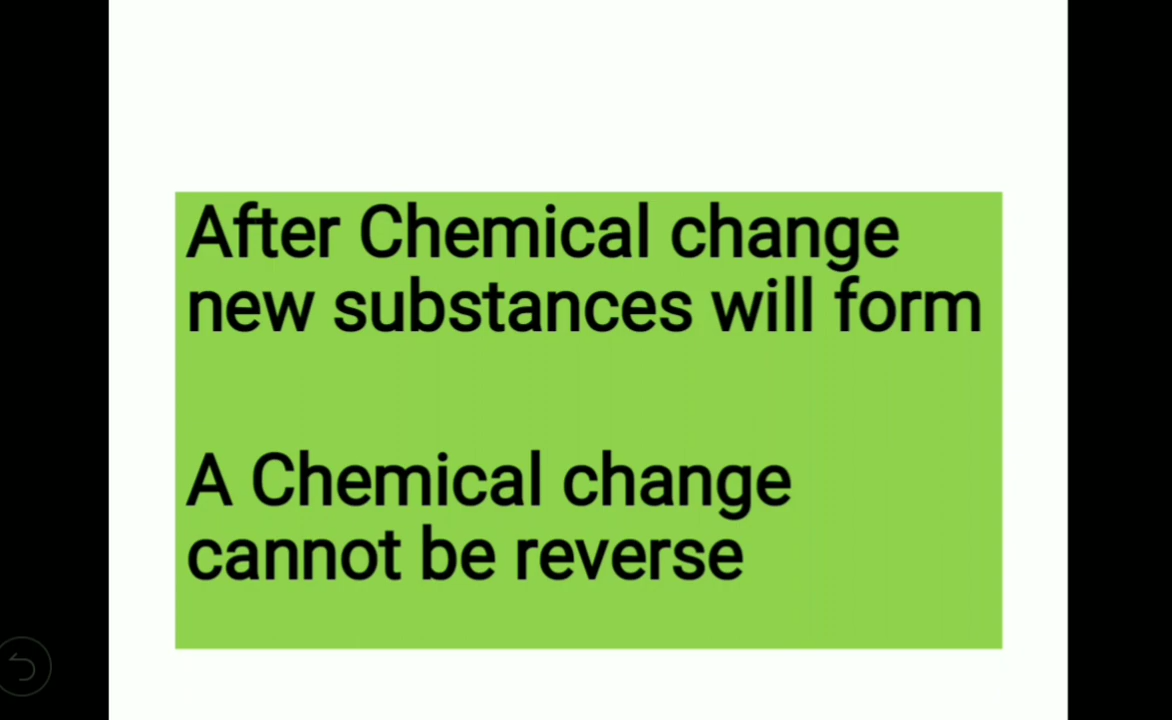 After Chemical change
new substances will form
A Chemical change
cannot be reverse